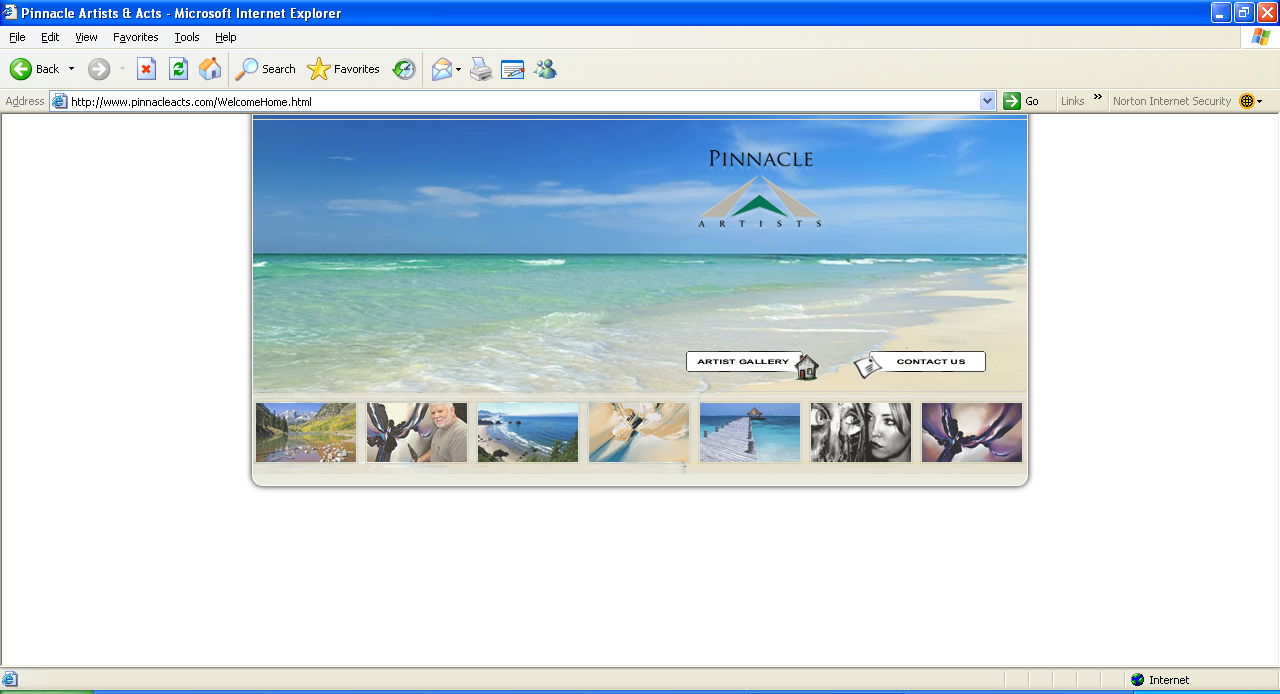 Pinnacle Artists & Acts - Microsoft Internet Explorer
File Edit View Favorites Tools Help
Back Search Favorites
Address http://www.pinnacleacts.com/WelcomeHome.html Go Links » Norton Internet Security
PINNACLE
ARTISTS
ARTIST GALLERY CONTACT US
Internet